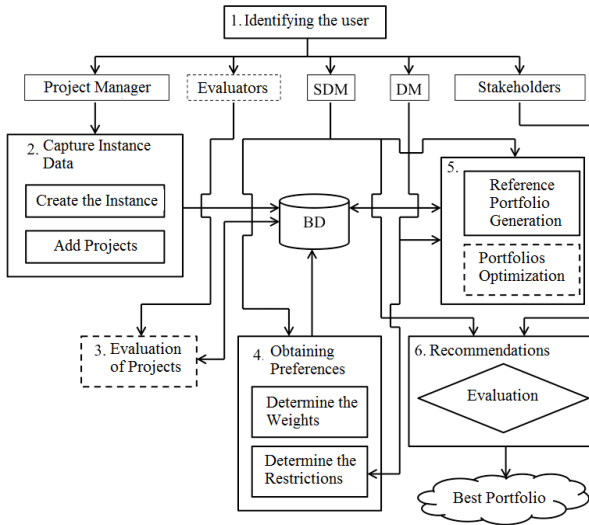 1. Identifying the user
Project Manager
Evaluators
SDM
DM
Stakeholders
2. Capture Instance
Data
Create the Instance
Add Projects
BD
5.
Reference
Portfolio
Generation
Portfolios
Optimization
3. Evaluation
of Projects
4. Obtaining
Preferences
Determine the
Weights
Determine the
Restrictions
6. Recommendations
Evaluation
Best Portfolio